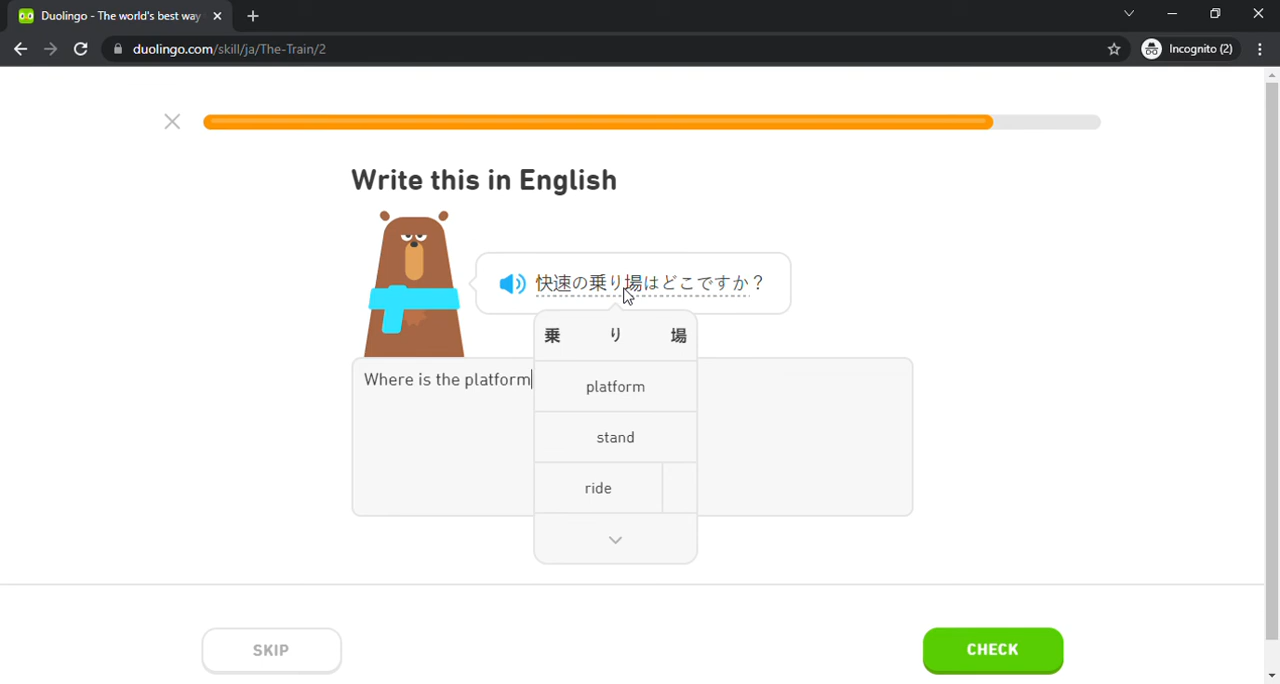 Duolingo - The world's best way
duolingo.com/skill/ja/The-Train/2
Incognito (2)
Write this in English
快速の乗り場はどこですか？
乗り場
Where is the platform
platform
stand
ride
SKIP
CHECK